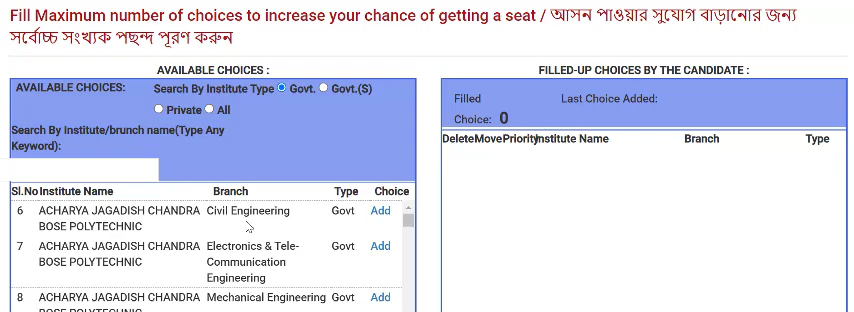 Fill Maximum number of choices to increase your chance of getting a seat / আসন পাওয়ার সুযোগ বাড়ানোর জন্য
সর্বোচ্চ সংখ্যক পছন্দ পূরণ করুন
AVAILABLE CHOICES :
AVAILABLE CHOICES: Search By Institute Type Govt. Govt.(S)
Private All
Search By Institute/brunch name(Type Any
Keyword):
Sl.No Institute Name Branch Type Choice
6 ACHARYA JAGADISH CHANDRA Civil Engineering Govt Add
BOSE POLYTECHNIC
7 ACHARYA JAGADISH CHANDRA Electronics & Tele- Govt Add
BOSE POLYTECHNIC Communication
Engineering
8 ACHARYA JAGADISH CHANDRA Mechanical Engineering Govt Add
BOSE POLYTECHNIC
FILLED-UP CHOICES BY THE CANDIDATE :
Filled Last Choice Added:
Choice: 0
Delete Move Priority Institute Name Branch Type